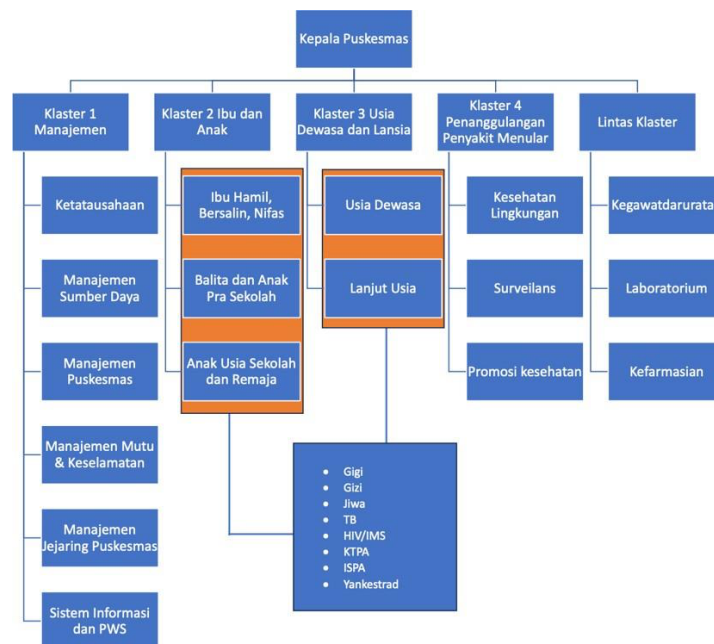 Kepala Puskesmas
Klaster 1
Manajemen
Klaster 2 Ibu dan
Anak
Klaster 3 Usia
Dewasa dan Lansia
Klaster 4
Penanggulangan
Penyakit Menular
Lintas Klaster
Ketatausahaan
Manajemen
Sumber Daya
Manajemen
Puskesmas
Manajemen Mutu
& Keselamatan
Manajemen
Jejaring Puskesmas
Sistem Informasi
dan PWS
Ibu Hamil,
Bersalin, Nifas
Balita dan Anak
Pra Sekolah
Anak Usia Sekolah
dan Remaja
Usia Dewasa
Lanjut Usia
Kesehatan
Lingkungan
Surveilans
Promosi kesehatan
Kegawatdarurata
Laboratorium
Kefarmasian
• Gigi
• Gizi
• Jiwa
• TB
• HIV/IMS
• KTPA
• ISPA
• Yankestrad